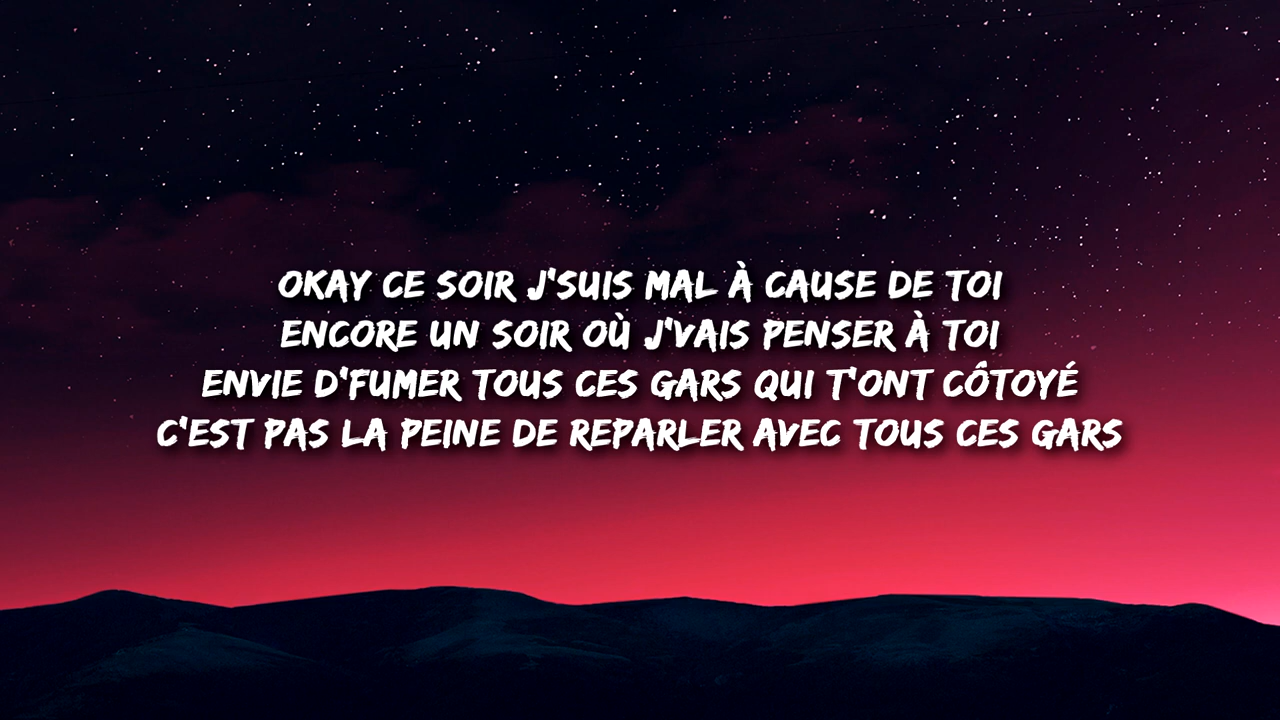 OKAY CE SOIR J'SUIS MAL À CAUSE DE TOI
ENCORE UN SOIR OÙ J'VAIS PENSER À TOI
ENVIE D'FUMER TOUS CES GARS QUI T'ONT CÔTOYÉ
C'EST PAS LA PEINE DE REPARLER AVEC TOUS CES GARS